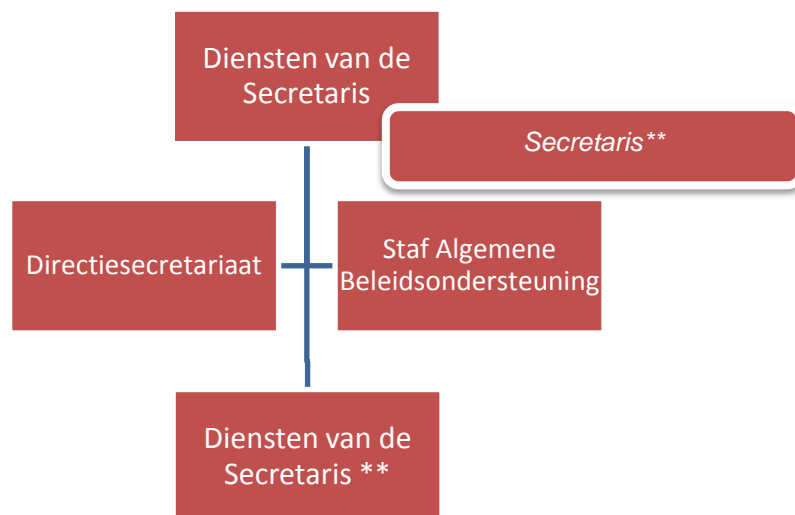 Diensten van de
Secretaris
Secretaris**
Directiesecretariaat
Staf Algemene
Beleidsondersteuning
Diensten van de
Secretaris **